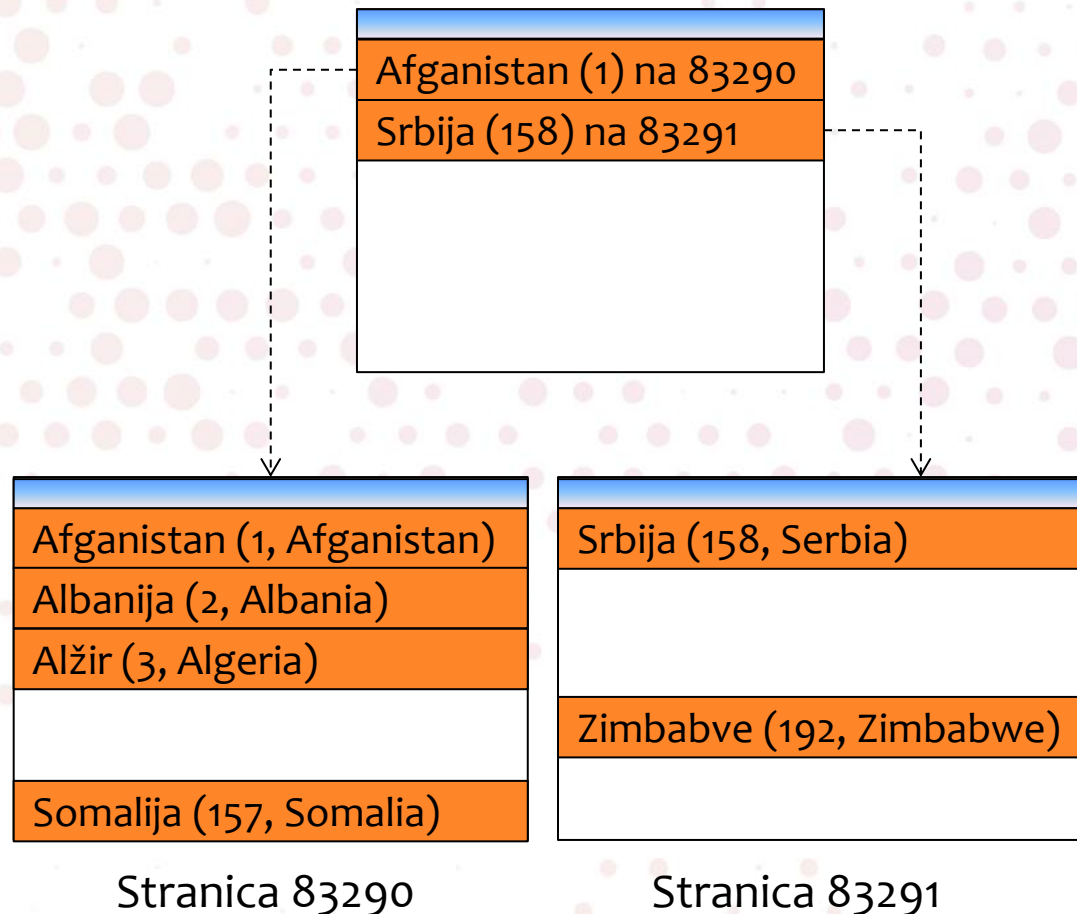 Afganistan (1) na 83290
Srbija (158) na 83291
Afganistan (1, Afganistan)
Albanija (2, Albania)
Alžir (3, Algeria)
Somalija (157, Somalia)
Stranica 83290
Srbija (158, Serbia)
Zimbabve (192, Zimbabwe)
Stranica 83291